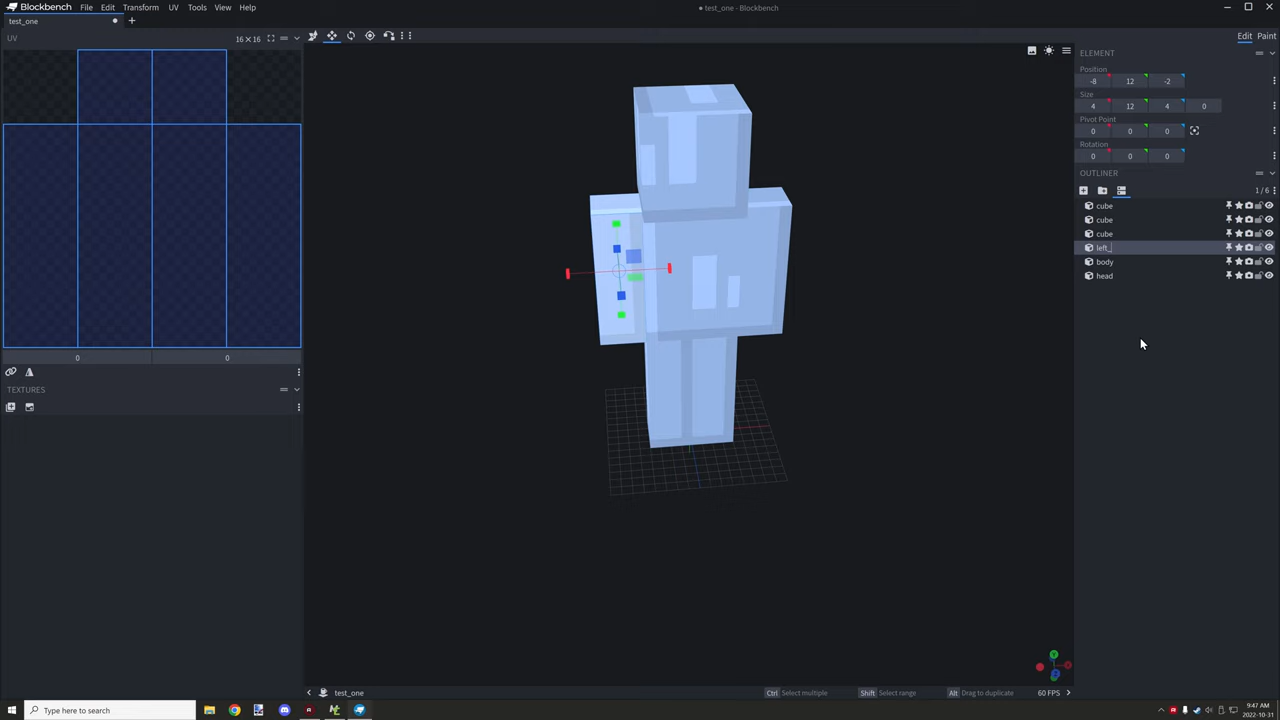 Blockbench File Edit Transform UV Tools View Help
• test_one — Blockbench
test_one
UV 16×16
Edit Paint
ELEMENT
Position
-8 12 -2
Size
4 12 4 0
Pivot Point
0 0 0
Rotation
0 0 0
OUTLINER
1/6
cube
cube
cube
left_
body
head
0 0
TEXTURES
test_one
Ctrl Select multiple Shift Select range Alt Drag to duplicate 60 FPS
Type here to search
9:47 AM
2022-10-31